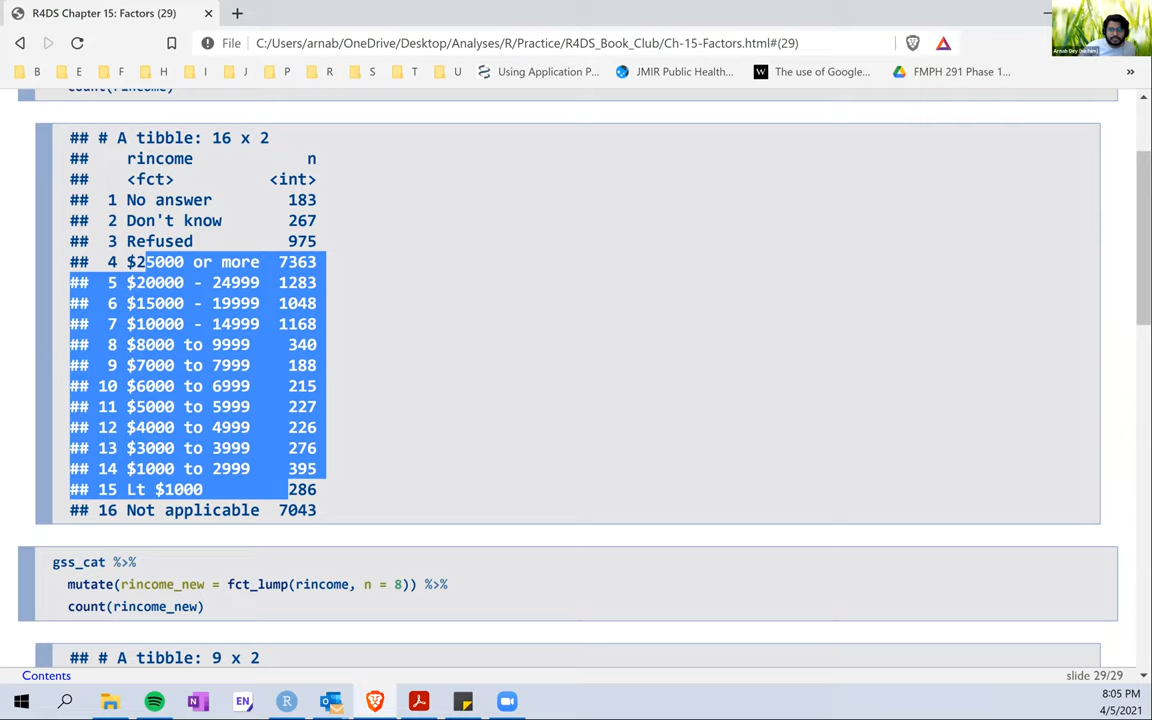 R4DS Chapter 15: Factors (29)
File C:/Users/arnab/OneDrive/Desktop/Analyses/R/Practice/R4DS_Book_Club/Ch-15-Factors.html#(29)
B E F H I J P R S T U Using Application P... JMIR Public Health... The use of Google... FMPH 291 Phase 1... »
count(rincome)
## # A tibble: 16 x 2
## rincome n
## <fct> <int>
## 1 No answer 183
## 2 Don't know 267
## 3 Refused 975
## 4 $25000 or more 7363
## 5 $20000 - 24999 1283
## 6 $15000 - 19999 1048
## 7 $10000 - 14999 1168
## 8 $8000 to 9999 340
## 9 $7000 to 7999 188
## 10 $6000 to 6999 215
## 11 $5000 to 5999 227
## 12 $4000 to 4999 226
## 13 $3000 to 3999 276
## 14 $1000 to 2999 395
## 15 Lt $1000 286
## 16 Not applicable 7043
gss_cat %>%
mutate(rincome_new = fct_lump(rincome, n = 8)) %>%
count(rincome_new)
## # A tibble: 9 x 2
Contents slide 29/29
EN R
8:05 PM
4/5/2021